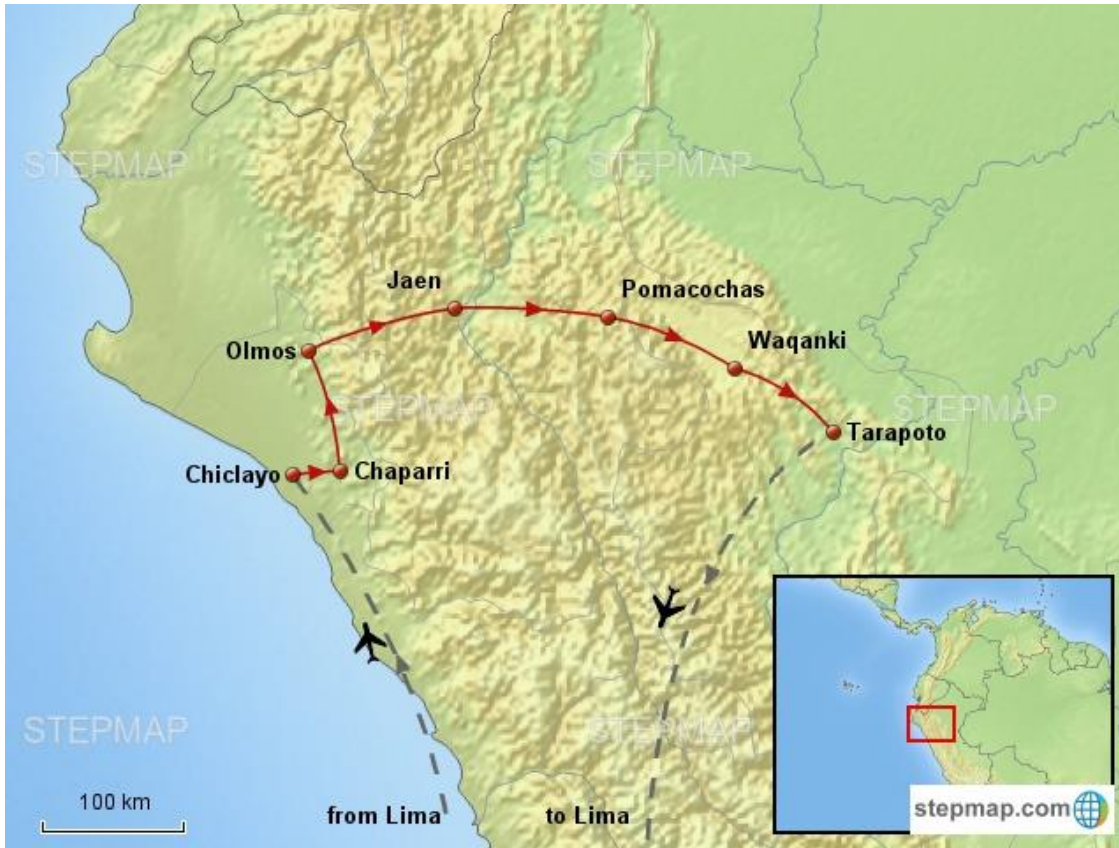 STEPMAP
STEPMAP
Jaen
Pomacochas
Olmos
Waqanki
STEPMAP
STEPMAP
Tarapoto
Chiclayo
Chaparri
STEPMAP
STEPMAP
100 km
from Lima
to Lima
stepmap.com